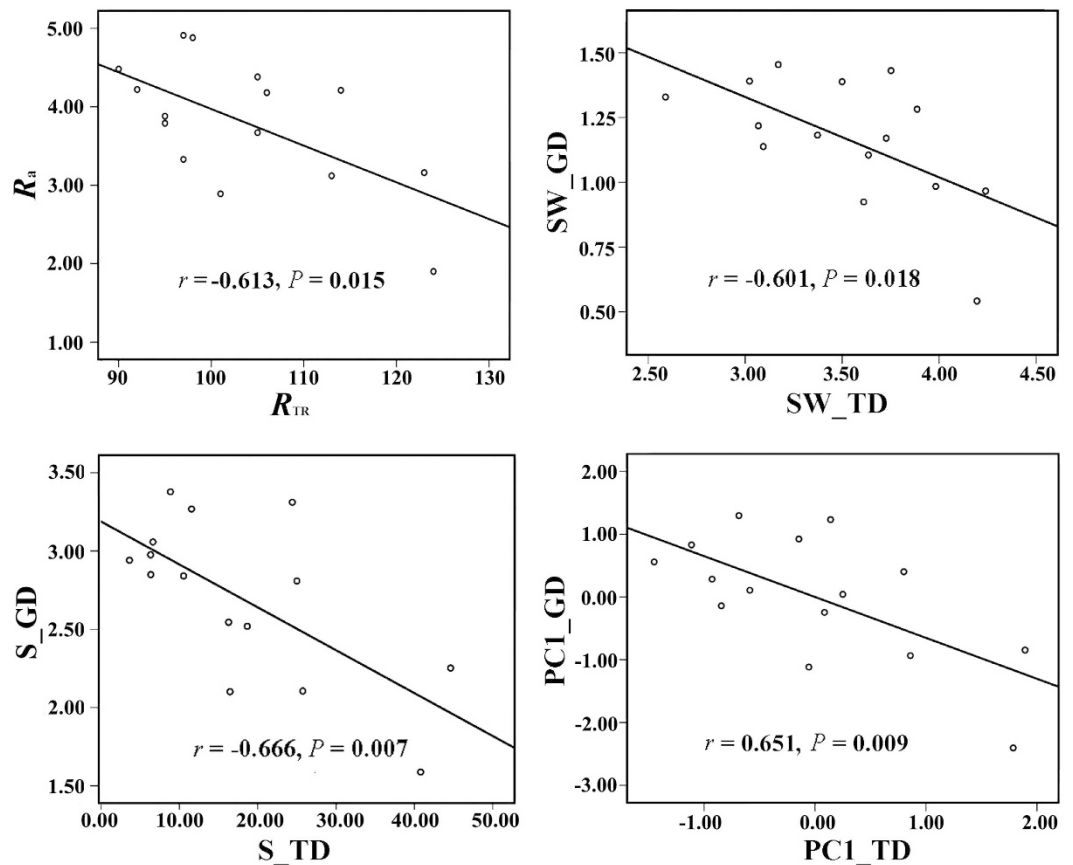 5.00
4.00
3.00
2.00
1.00
Ra
r = -0.613, P = 0.015
90 100 110 120 130
RTR
1.50
1.25
1.00
0.75
0.50
SW_GD
r = -0.601, P = 0.018
2.50 3.00 3.50 4.00 4.50
SW_TD
3.50
3.00
2.50
2.00
1.50
S_GD
r = -0.666, P = 0.007
0.00 10.00 20.00 30.00 40.00 50.00
S_TD
2.00
1.00
0.00
-1.00
-2.00
-3.00
PC1_GD
r = 0.651, P = 0.009
-1.00 0.00 1.00 2.00
PC1_TD